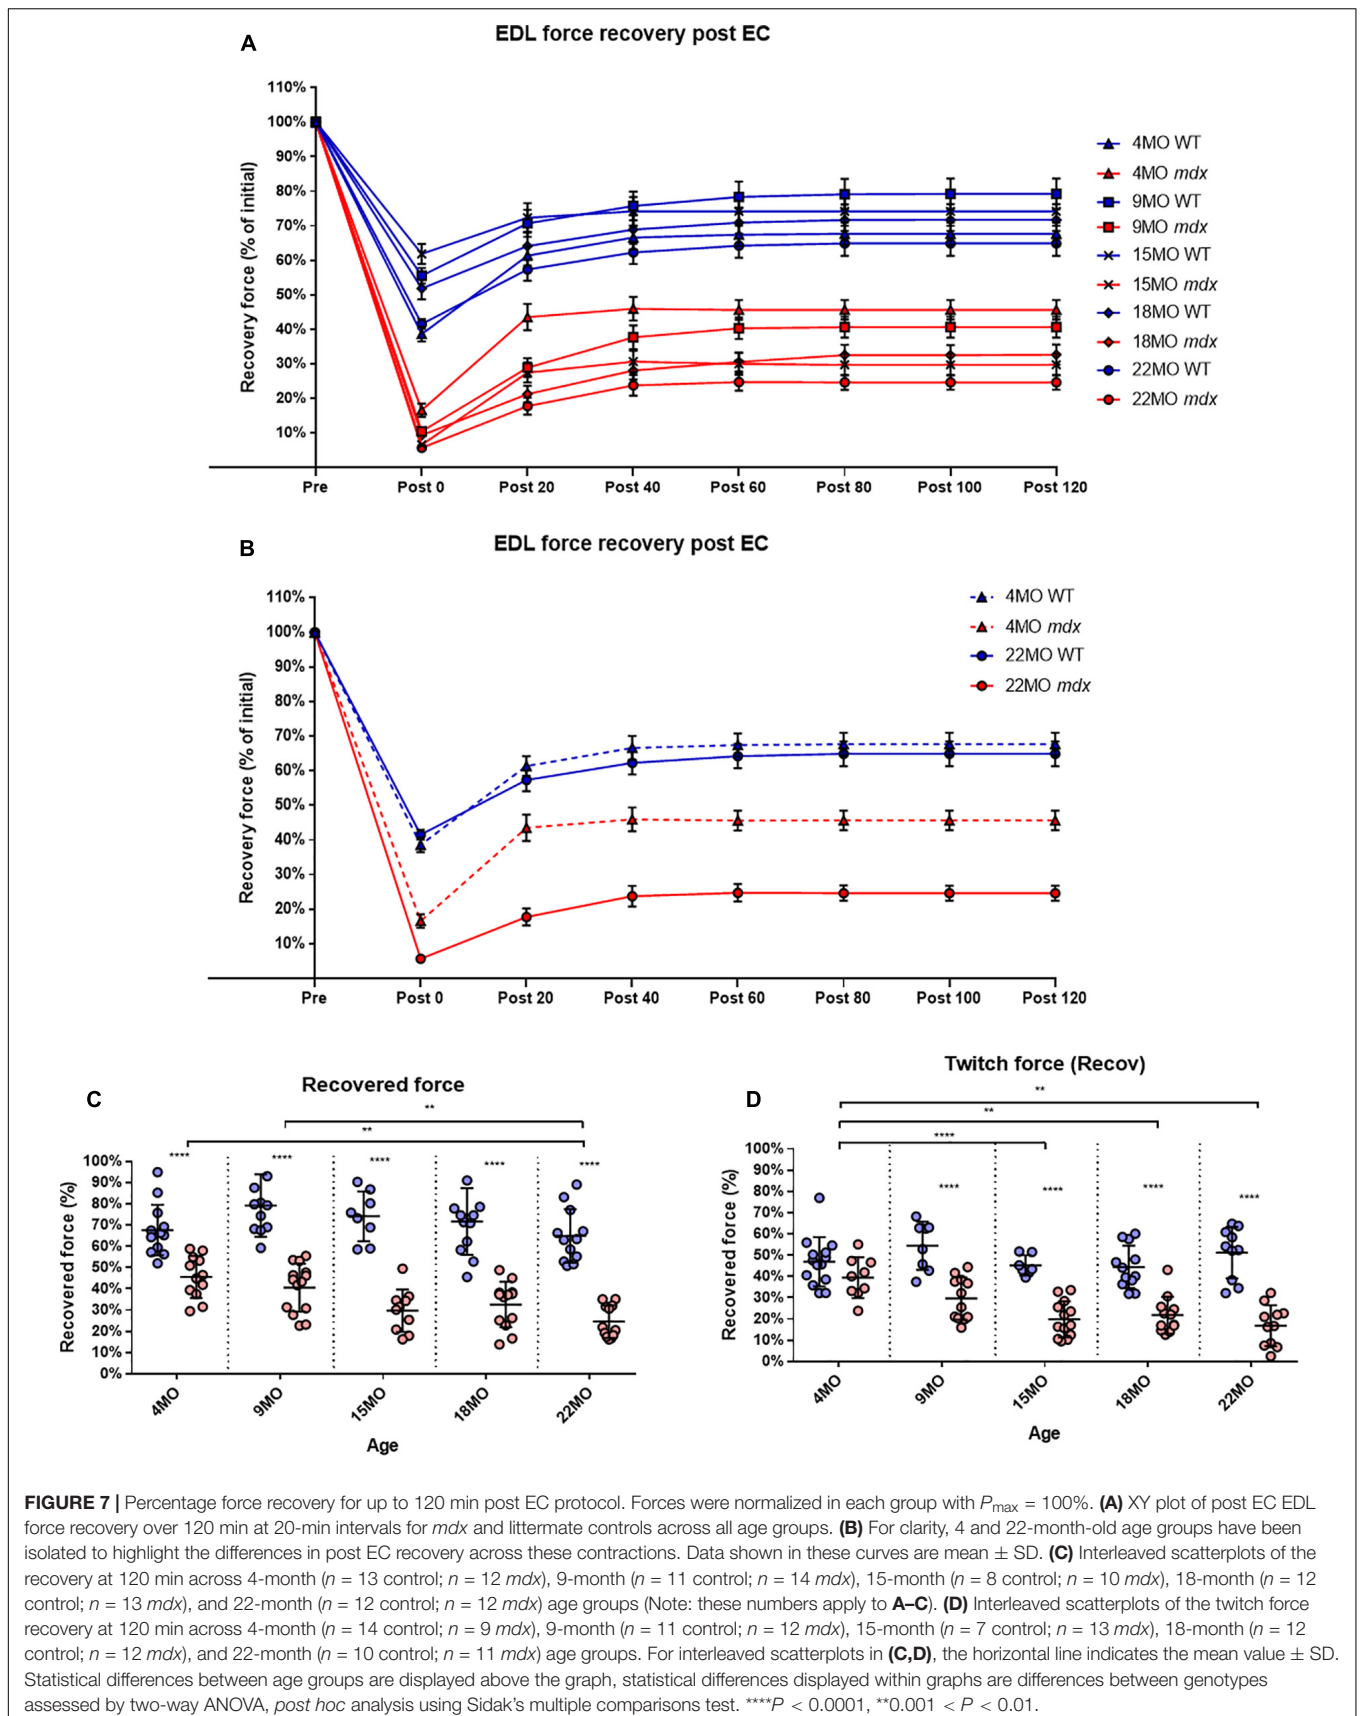 A
EDL force recovery post EC
110%
100%
90%
80%
70%
60%
50%
40%
30%
20%
10%
Recovery force (% of initial)
Pre
Post 0
Post 20
Post 40
Post 60
Post 80
Post 100
Post 120
4MO WT
4MO mdx
9MO WT
9MO mdx
15MO WT
15MO mdx
18MO WT
18MO mdx
22MO WT
22MO mdx
B
EDL force recovery post EC
110%
100%
90%
80%
70%
60%
50%
40%
30%
20%
10%
Recovery force (% of initial)
Pre
Post 0
Post 20
Post 40
Post 60
Post 80
Post 100
Post 120
4MO WT
4MO mdx
22MO WT
22MO mdx
C
Recovered force
**
**
**** **** **** **** ****
100%
90%
80%
70%
60%
50%
40%
30%
20%
10%
0%
Recovered force (%)
4MO
9MO
15MO
18MO
22MO
Age
D
Twitch force (Recov)
**
**
****
**** **** **** ****
100%
90%
80%
70%
60%
50%
40%
30%
20%
10%
0%
Recovered force (%)
4MO
9MO
15MO
18MO
22MO
Age
FIGURE 7 | Percentage force recovery for up to 120 min post EC protocol. Forces were normalized in each group with Pmax = 100%. (A) XY plot of post EC EDL
force recovery over 120 min at 20-min intervals for mdx and littermate controls across all age groups. (B) For clarity, 4 and 22-month-old age groups have been
isolated to highlight the differences in post EC recovery across these contractions. Data shown in these curves are mean ± SD. (C) Interleaved scatterplots of the
recovery at 120 min across 4-month (n = 13 control; n = 12 mdx), 9-month (n = 11 control; n = 14 mdx), 15-month (n = 8 control; n = 10 mdx), 18-month (n = 12
control; n = 13 mdx), and 22-month (n = 12 control; n = 12 mdx) age groups (Note: these numbers apply to A–C). (D) Interleaved scatterplots of the twitch force
recovery at 120 min across 4-month (n = 14 control; n = 9 mdx), 9-month (n = 11 control; n = 12 mdx), 15-month (n = 7 control; n = 13 mdx), 18-month (n = 12
control; n = 12 mdx), and 22-month (n = 10 control; n = 11 mdx) age groups. For interleaved scatterplots in (C,D), the horizontal line indicates the mean value ± SD.
Statistical differences between age groups are displayed above the graph, statistical differences displayed within graphs are differences between genotypes
assessed by two-way ANOVA, post hoc analysis using Sidak's multiple comparisons test. ****P < 0.0001, **0.001 < P < 0.01.